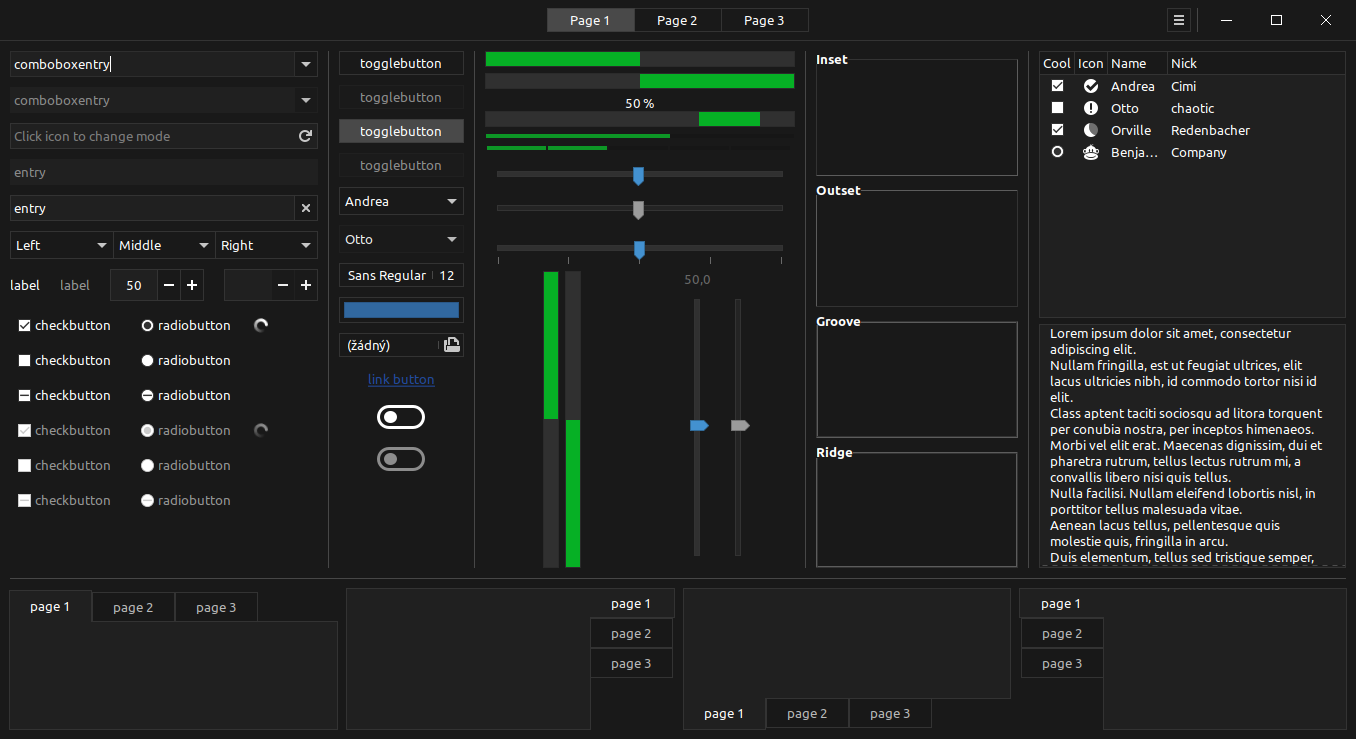 Page 1
Page 2
Page 3
comboboxentry
comboboxentry
Click icon to change mode
entry
entry
Left
Middle
Right
label
label
50
checkbutton
radiobutton
checkbutton
radiobutton
checkbutton
radiobutton
checkbutton
radiobutton
checkbutton
radiobutton
checkbutton
radiobutton
togglebutton
togglebutton
togglebutton
togglebutton
Andrea
Otto
Sans Regular
12
(žádný)
link button
50 %
50,0
Inset
Outset
Groove
Ridge
Cool Icon Name Nick
Andrea Cimi
Otto chaotic
Orville Redenbacher
Benja... Company
Lorem ipsum dolor sit amet, consectetur
adipiscing elit.
Nullam fringilla, est ut feugiat ultrices, elit
lacus ultricies nibh, id commodo tortor nisi id
elit.
Class aptent taciti sociosqu ad litora torquent
per conubia nostra, per inceptos himenaeos.
Morbi vel elit erat. Maecenas dignissim, dui et
pharetra rutrum, tellus lectus rutrum mi, a
convallis libero nisi quis tellus.
Nulla facilisi. Nullam eleifend lobortis nisl, in
porttitor tellus malesuada vitae.
Aenean lacus tellus, pellentesque quis
molestie quis, fringilla in arcu.
Duis elementum, tellus sed tristique semper,
page 1
page 2
page 3
page 1
page 2
page 3
page 1
page 2
page 3
page 1
page 2
page 3